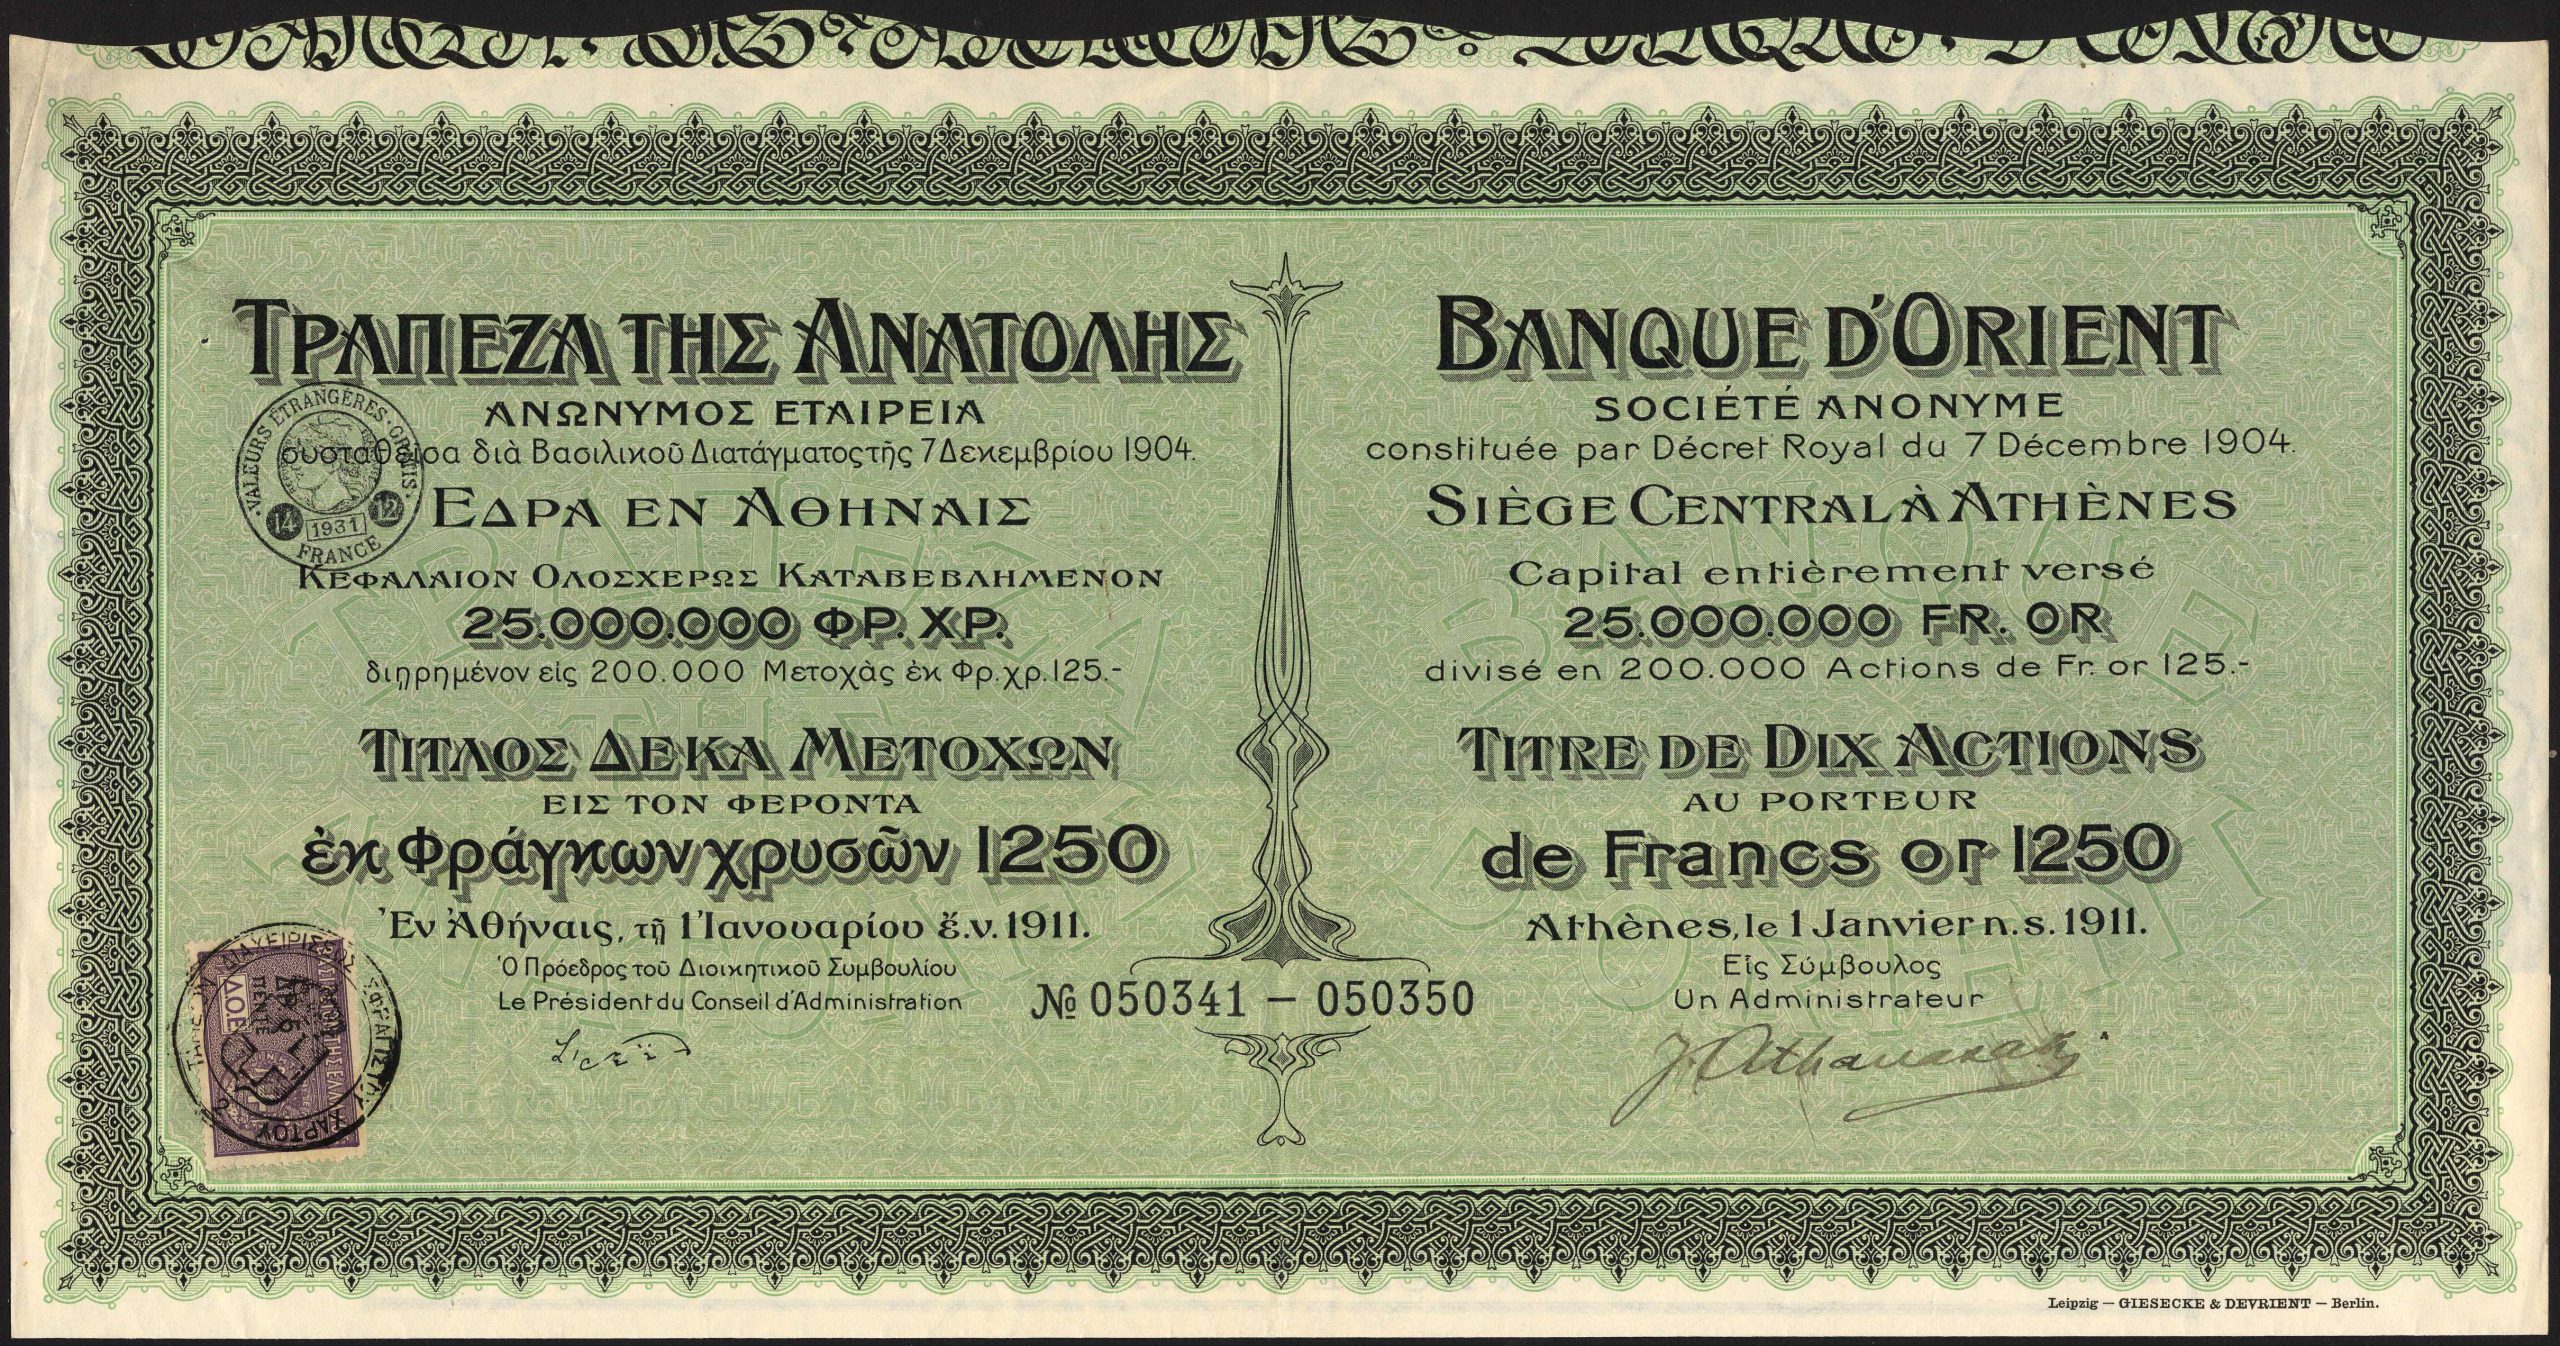 ΤΡΑΠΕΖΑ ΤΗΣ ΑΝΑΤΟΛΗΣ
ΑΝΩΝΥΜΟΣ ΕΤΑΙΡΕΙΑ
συσταθεῖσα διὰ Βασιλικοῦ Διατάγματος τῆς 7 Δεκεμβρίου 1904.
ΕΔΡΑ ΕΝ ΑΘΗΝΑΙΣ
ΚΕΦΑΛΑΙΟΝ ΟΛΟΣΧΕΡΩΣ ΚΑΤΑΒΕΒΛΗΜΕΝΟΝ
25.000.000 ΦΡ. ΧΡ.
διῃρημένον εἰς 200.000 Μετοχὰς ἐκ Φρ. χρ. 125.-
ΤΙΤΛΟΣ ΔΕΚΑ ΜΕΤΟΧΩΝ
ΕΙΣ ΤΟΝ ΦΕΡΟΝΤΑ
ἐκ Φράγκων χρυσῶν 1250
Ἐν Ἀθήναις, τῇ 1 Ἰανουαρίου ἔ.ν. 1911.
Ὁ Πρόεδρος τοῦ Διοικητικοῦ Συμβουλίου
Le Président du Conseil d'Administration
VALEURS ÉTRANGÈRES · GRATIS ·
14 1931 12
FRANCE
ΧΑΡΤΟΥ
№ 050341 – 050350
BANQUE D'ORIENT
SOCIÉTÉ ANONYME
constituée par Décret Royal du 7 Décembre 1904.
SIÈGE CENTRAL À ATHÈNES
Capital entièrement versé
25.000.000 FR. OR
divisé en 200.000 Actions de Fr. or 125.-
TITRE DE DIX ACTIONS
AU PORTEUR
de Francs or 1250
Athènes, le 1 Janvier n. s. 1911.
Εἷς Σύμβουλος
Un Administrateur
Leipzig – GIESECKE & DEVRIENT – Berlin.